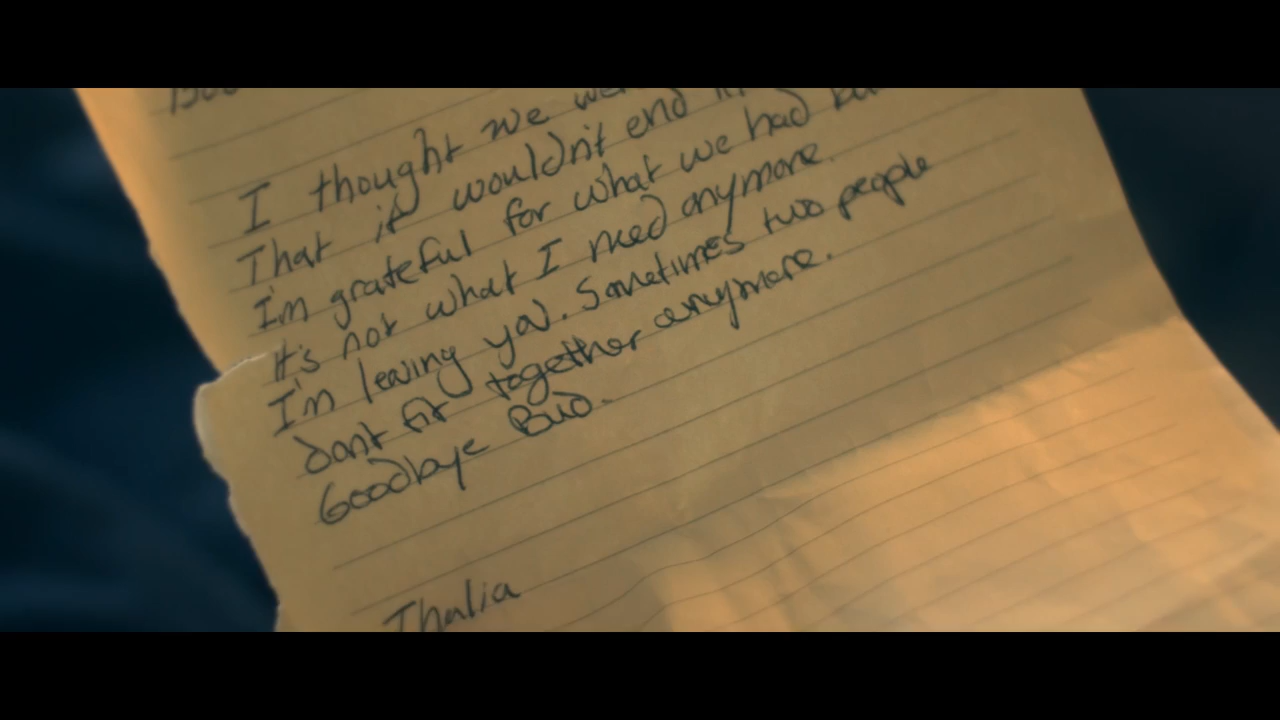 I thought we
That it wouldn't end
I'm grateful for what we had
It's not what I need anymore.
I'm leaving you. Sometimes two people
dont fit together anymore.
Goodbye Bud.
Thalia